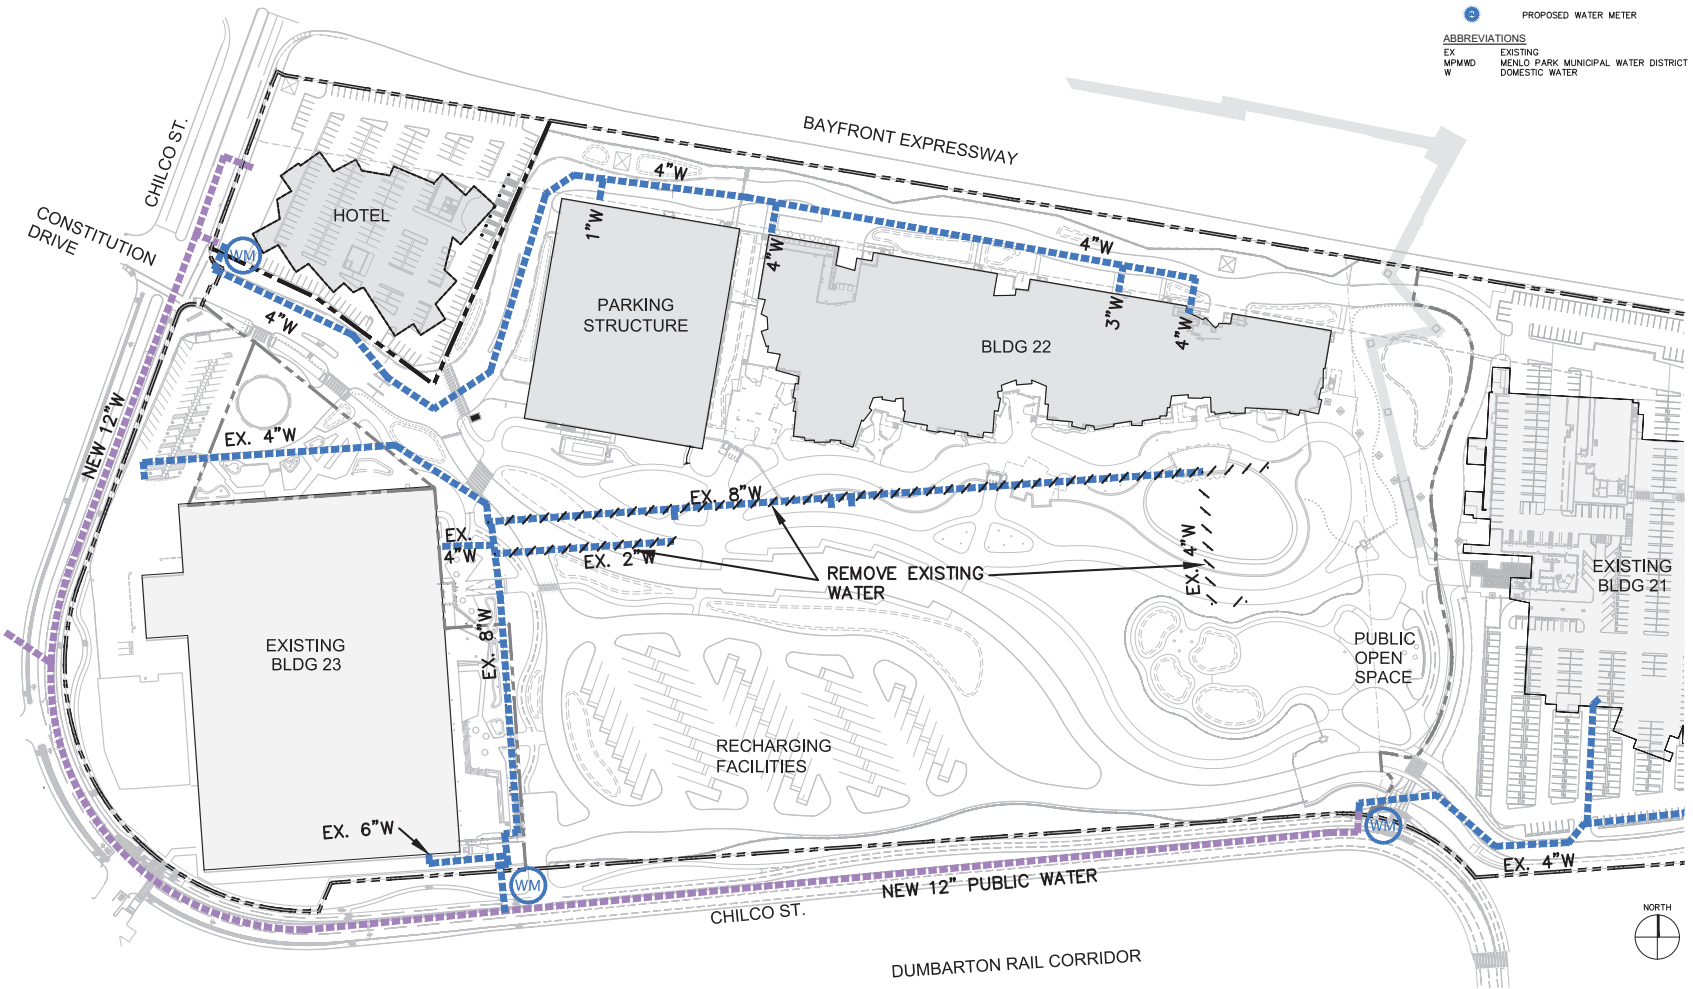 PROPOSED WATER METER
ABBREVIATIONS
EX EXISTING
MPMWD MENLO PARK MUNICIPAL WATER DISTRICT
W DOMESTIC WATER
BAYFRONT EXPRESSWAY
CHILCO ST.
CONSTITUTION
DRIVE
HOTEL
WM
4"W
1"W
4"W
4"W
4"W
3"W
4"W
PARKING
STRUCTURE
BLDG 22
NEW 12"W
EX. 4"W
EX. 8"W
EX.
4"W
EX. 2"W
REMOVE EXISTING
WATER
EX. 4"W
EX. 8"W
EXISTING
BLDG 21
EXISTING
BLDG 23
PUBLIC
OPEN
SPACE
RECHARGING
FACILITIES
EX. 6"W
WM
WM
EX. 4"W
NEW 12" PUBLIC WATER
CHILCO ST.
DUMBARTON RAIL CORRIDOR
NORTH